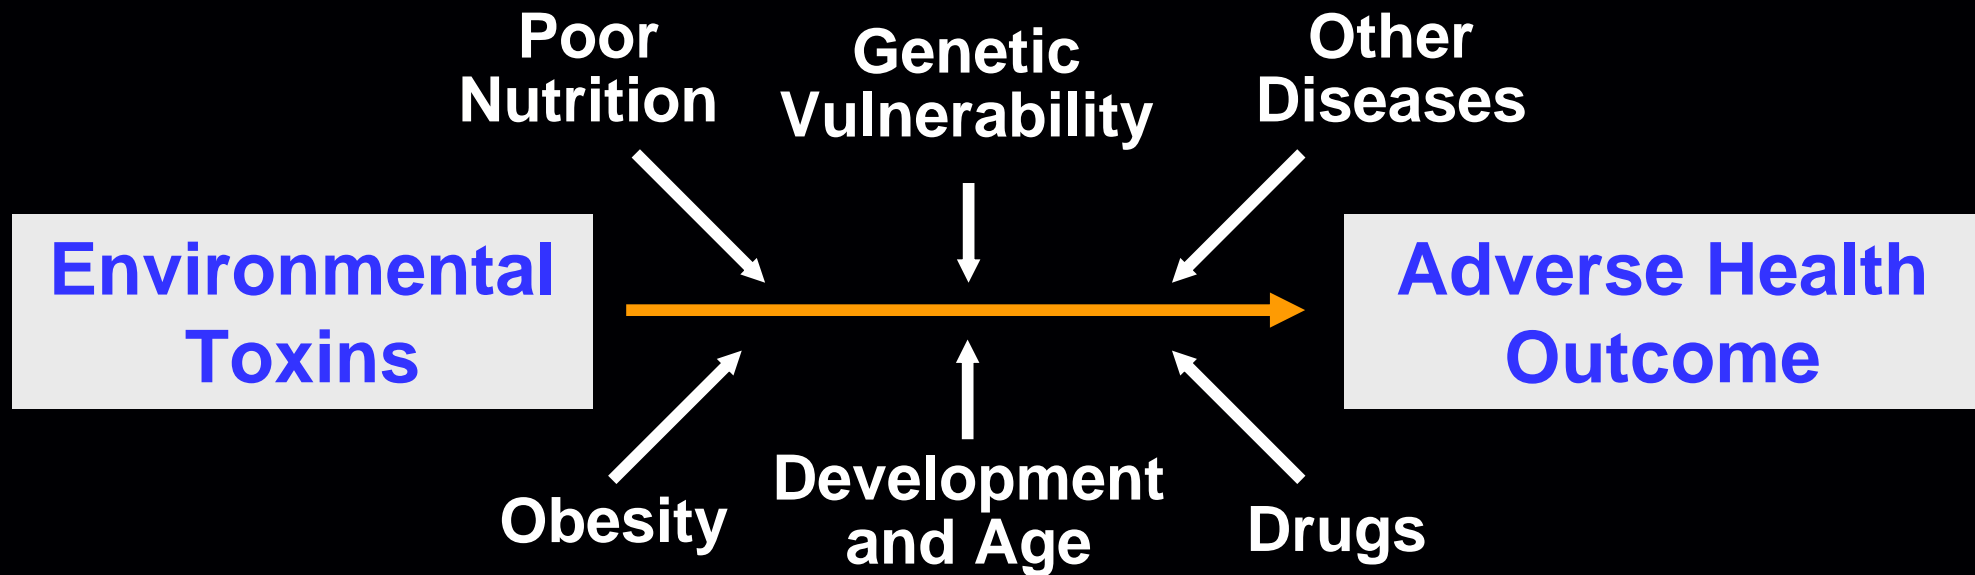 Poor
Nutrition
Genetic
Vulnerability
Other
Diseases
Environmental
Toxins
Adverse Health
Outcome
Obesity
Development
and Age
Drugs